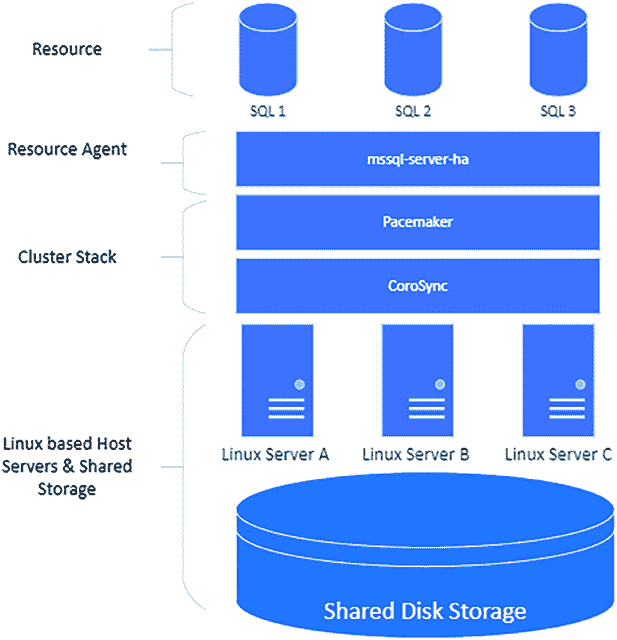 Resource
SQL 1
SQL 2
SQL 3
Resource Agent
mssql-server-ha
Cluster Stack
Pacemaker
CoroSync
Linux based Host
Servers & Shared
Storage
Linux Server A
Linux Server B
Linux Server C
Shared Disk Storage